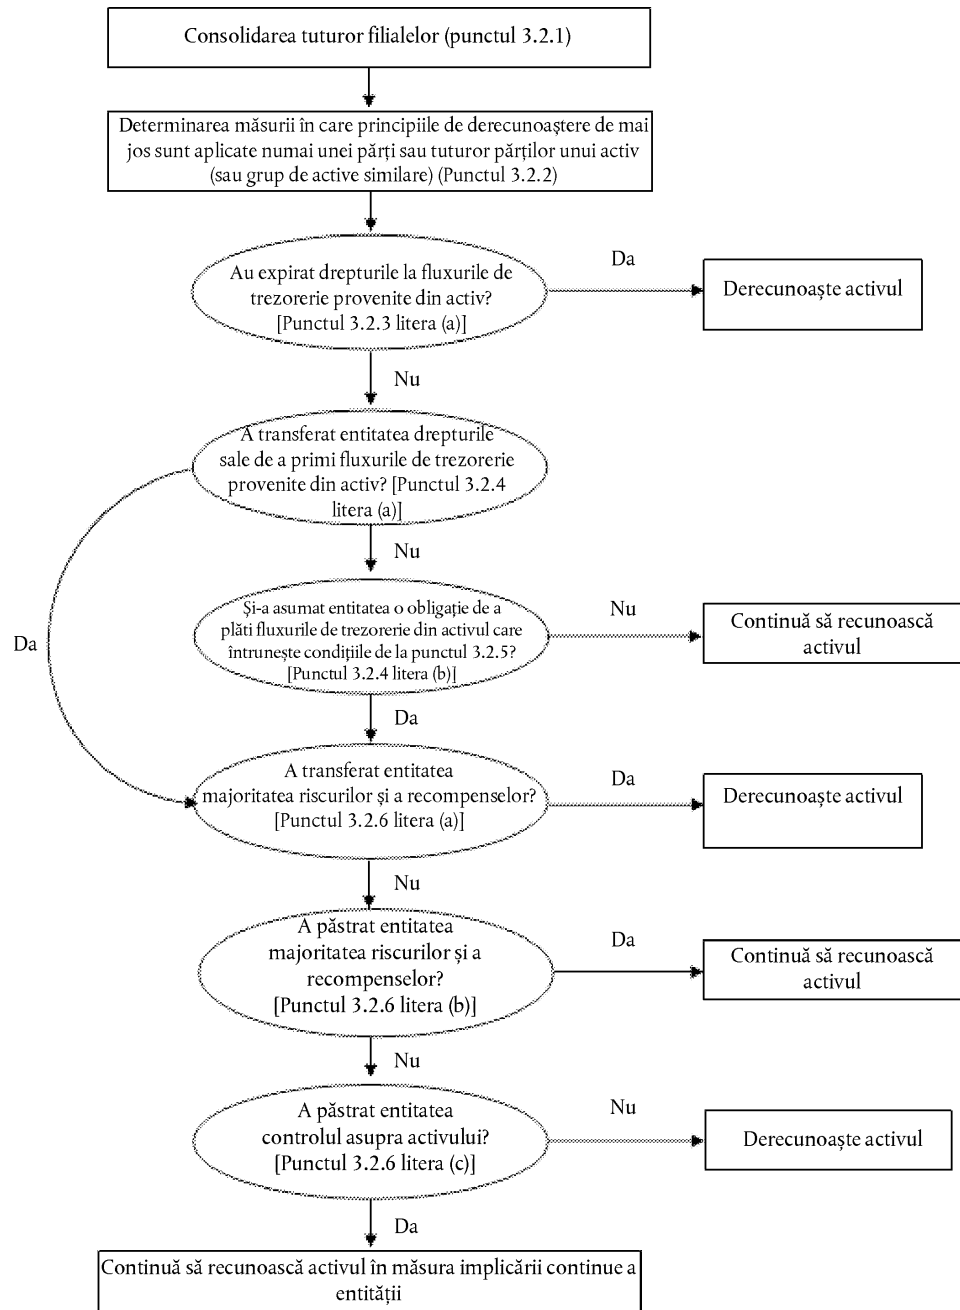 Consolidarea tuturor filialelor (punctul 3.2.1)
Determinarea măsurii în care principiile de derecunoaștere de mai
jos sunt aplicate numai unei părți sau tuturor părților unui activ
(sau grup de active similare) (Punctul 3.2.2)
Au expirat drepturile la fluxurile de
trezorerie provenite din activ?
[Punctul 3.2.3 litera (a)]
Da
Derecunoaște activul
Nu
A transferat entitatea drepturile
sale de a primi fluxurile de trezorerie
provenite din activ? [Punctul 3.2.4
litera (a)]
Nu
Da
Și-a asumat entitatea o obligație de a
plăti fluxurile de trezorerie din activul care
întrunește condițiile de la punctul 3.2.5?
[Punctul 3.2.4 litera (b)]
Nu
Continuă să recunoască
activul
Da
A transferat entitatea
majoritatea riscurilor și a recompenselor?
[Punctul 3.2.6 litera (a)]
Da
Derecunoaște activul
Nu
A păstrat entitatea
majoritatea riscurilor și a
recompenselor?
[Punctul 3.2.6 litera (b)]
Da
Continuă să recunoască
activul
Nu
A păstrat entitatea
controlul asupra activului?
[Punctul 3.2.6 litera (c)]
Nu
Derecunoaște activul
Da
Continuă să recunoască activul în măsura implicării continue a
entității